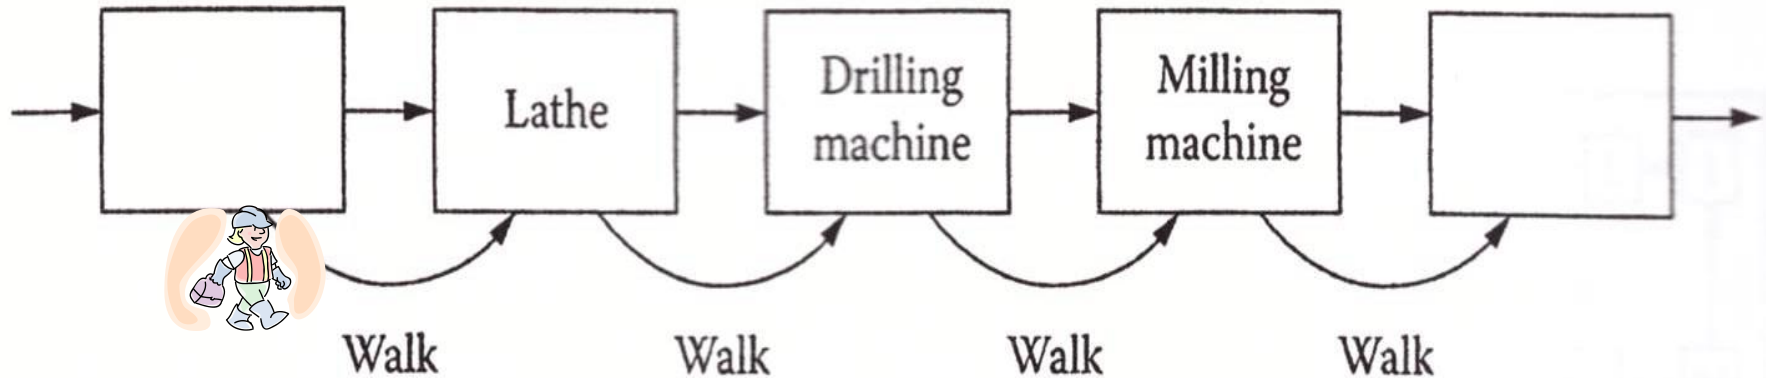 Lathe
Drilling
machine
Milling
machine
Walk
Walk
Walk
Walk